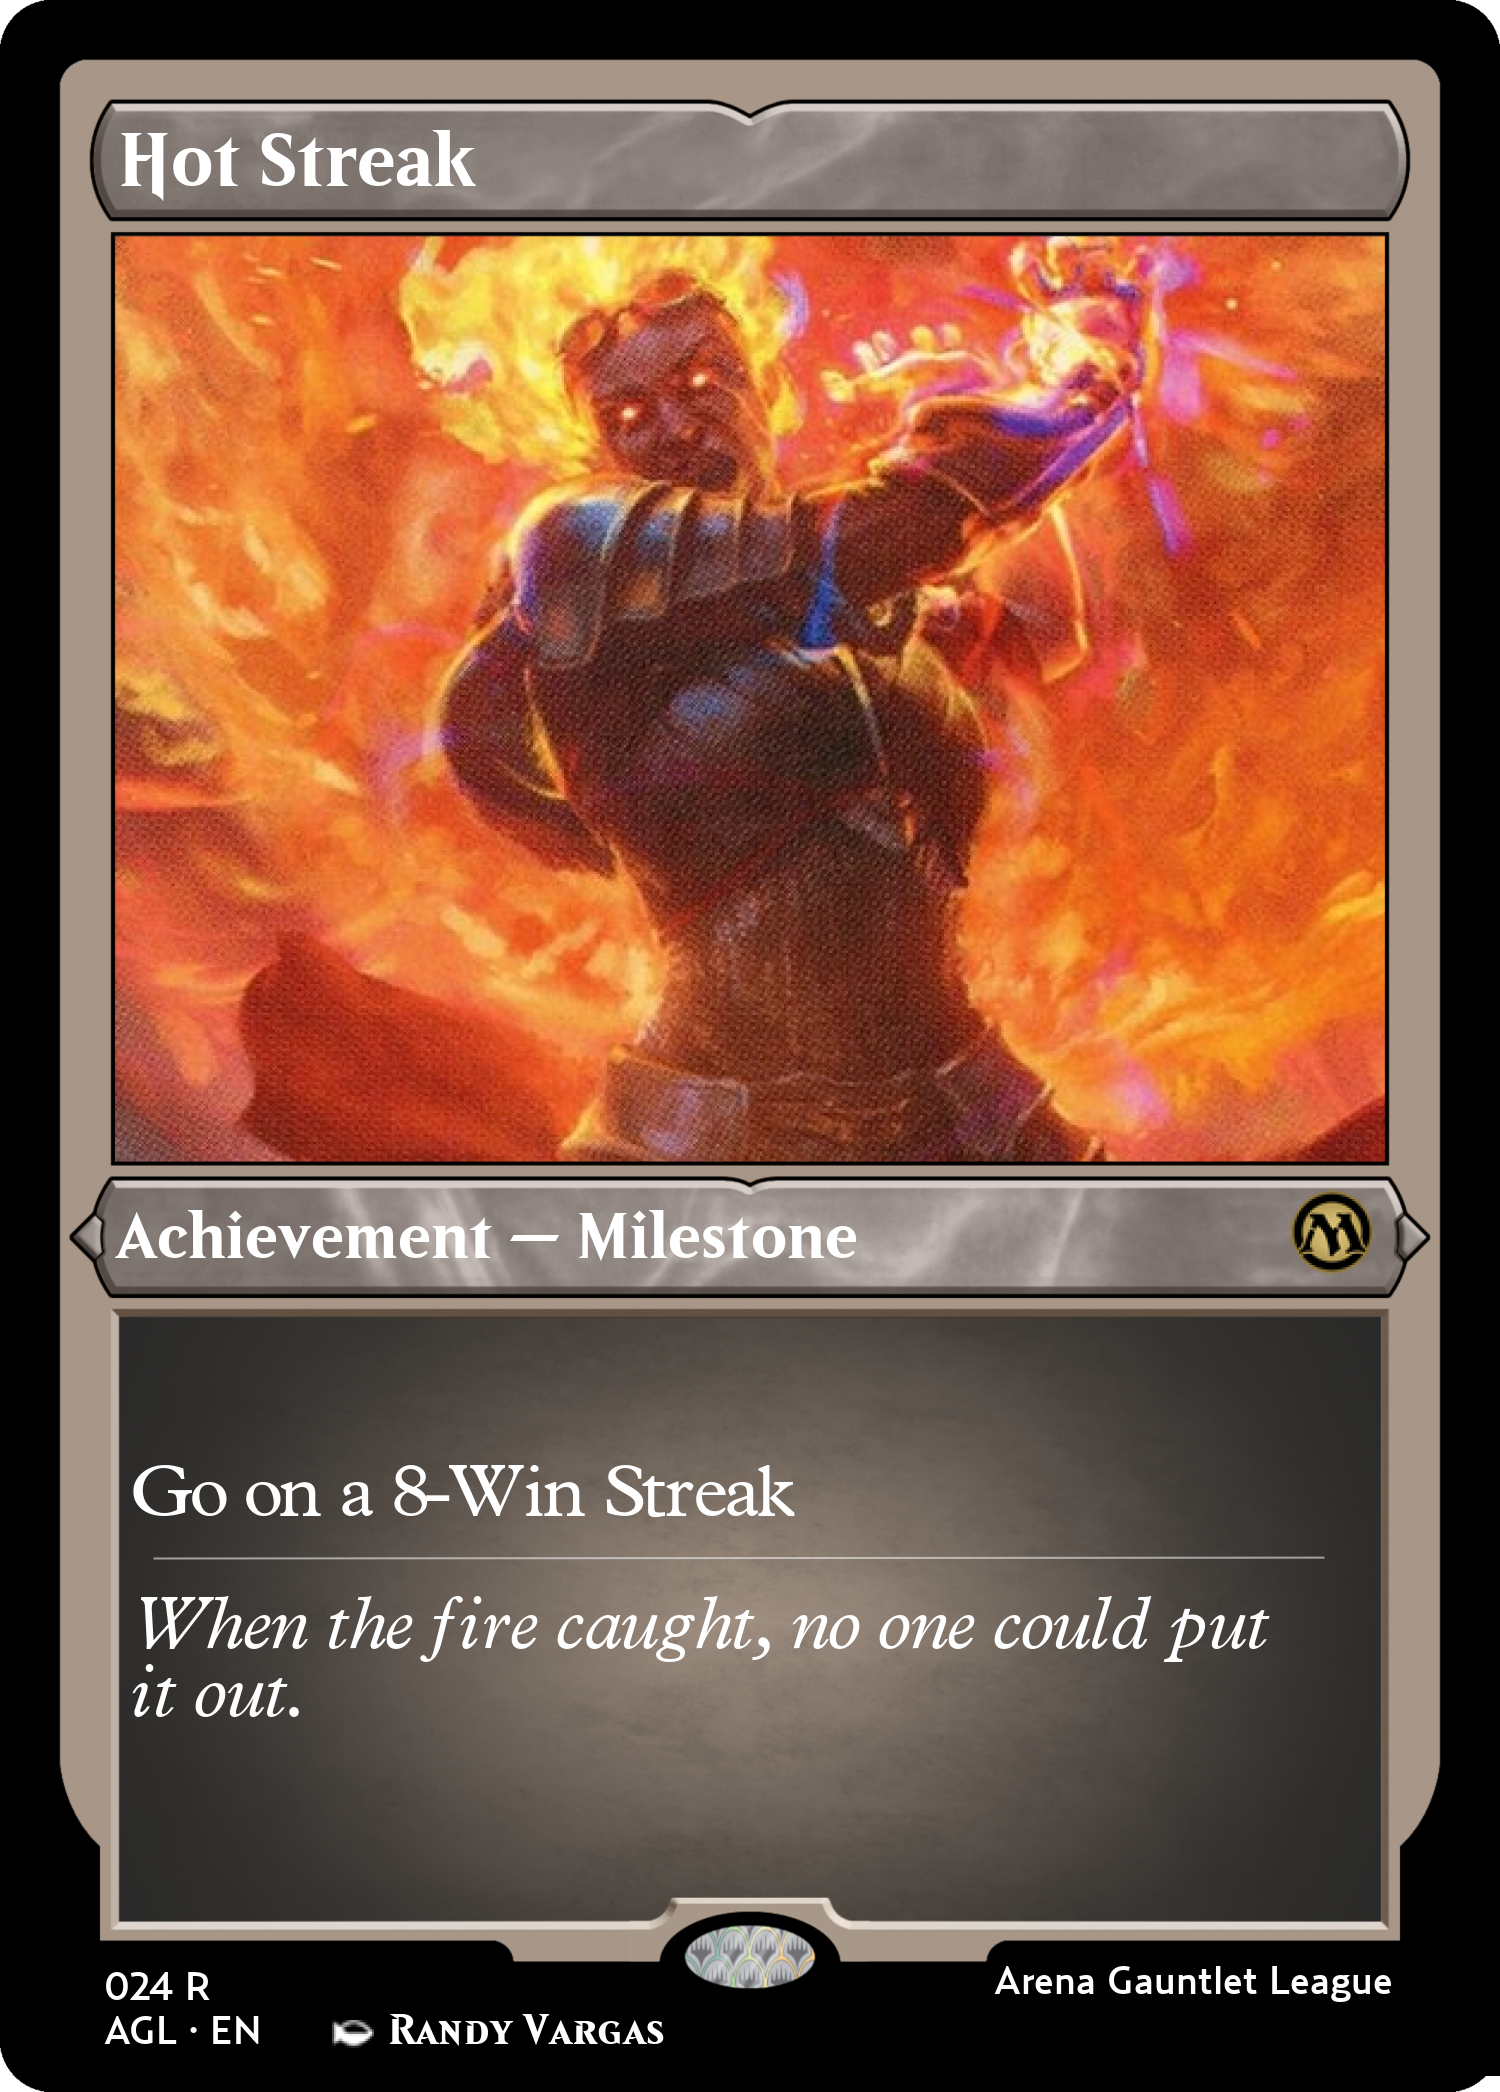 Hot Streak
Achievement — Milestone
M
Go on a 8-Win Streak
When the fire caught, no one could put
it out.
024 R
Arena Gauntlet League
AGL · EN
Randy Vargas